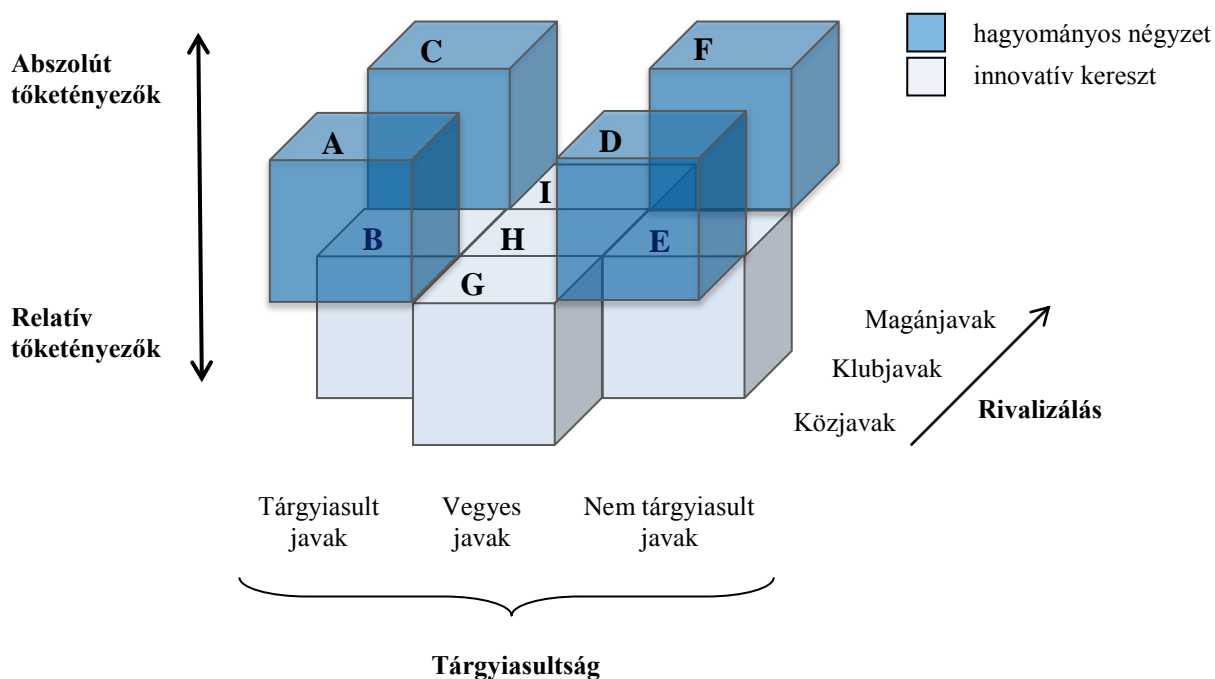 Abszolút
tőketényezők
Relatív
tőketényezők
C
F
A
D
I
B
H
E
G
hagyományos négyzet
innovatív kereszt
Magánjavak
Klubjavak
Közjavak
Rivalizálás
Tárgyiasult
javak
Vegyes
javak
Nem tárgyiasult
javak
Tárgyiasultság